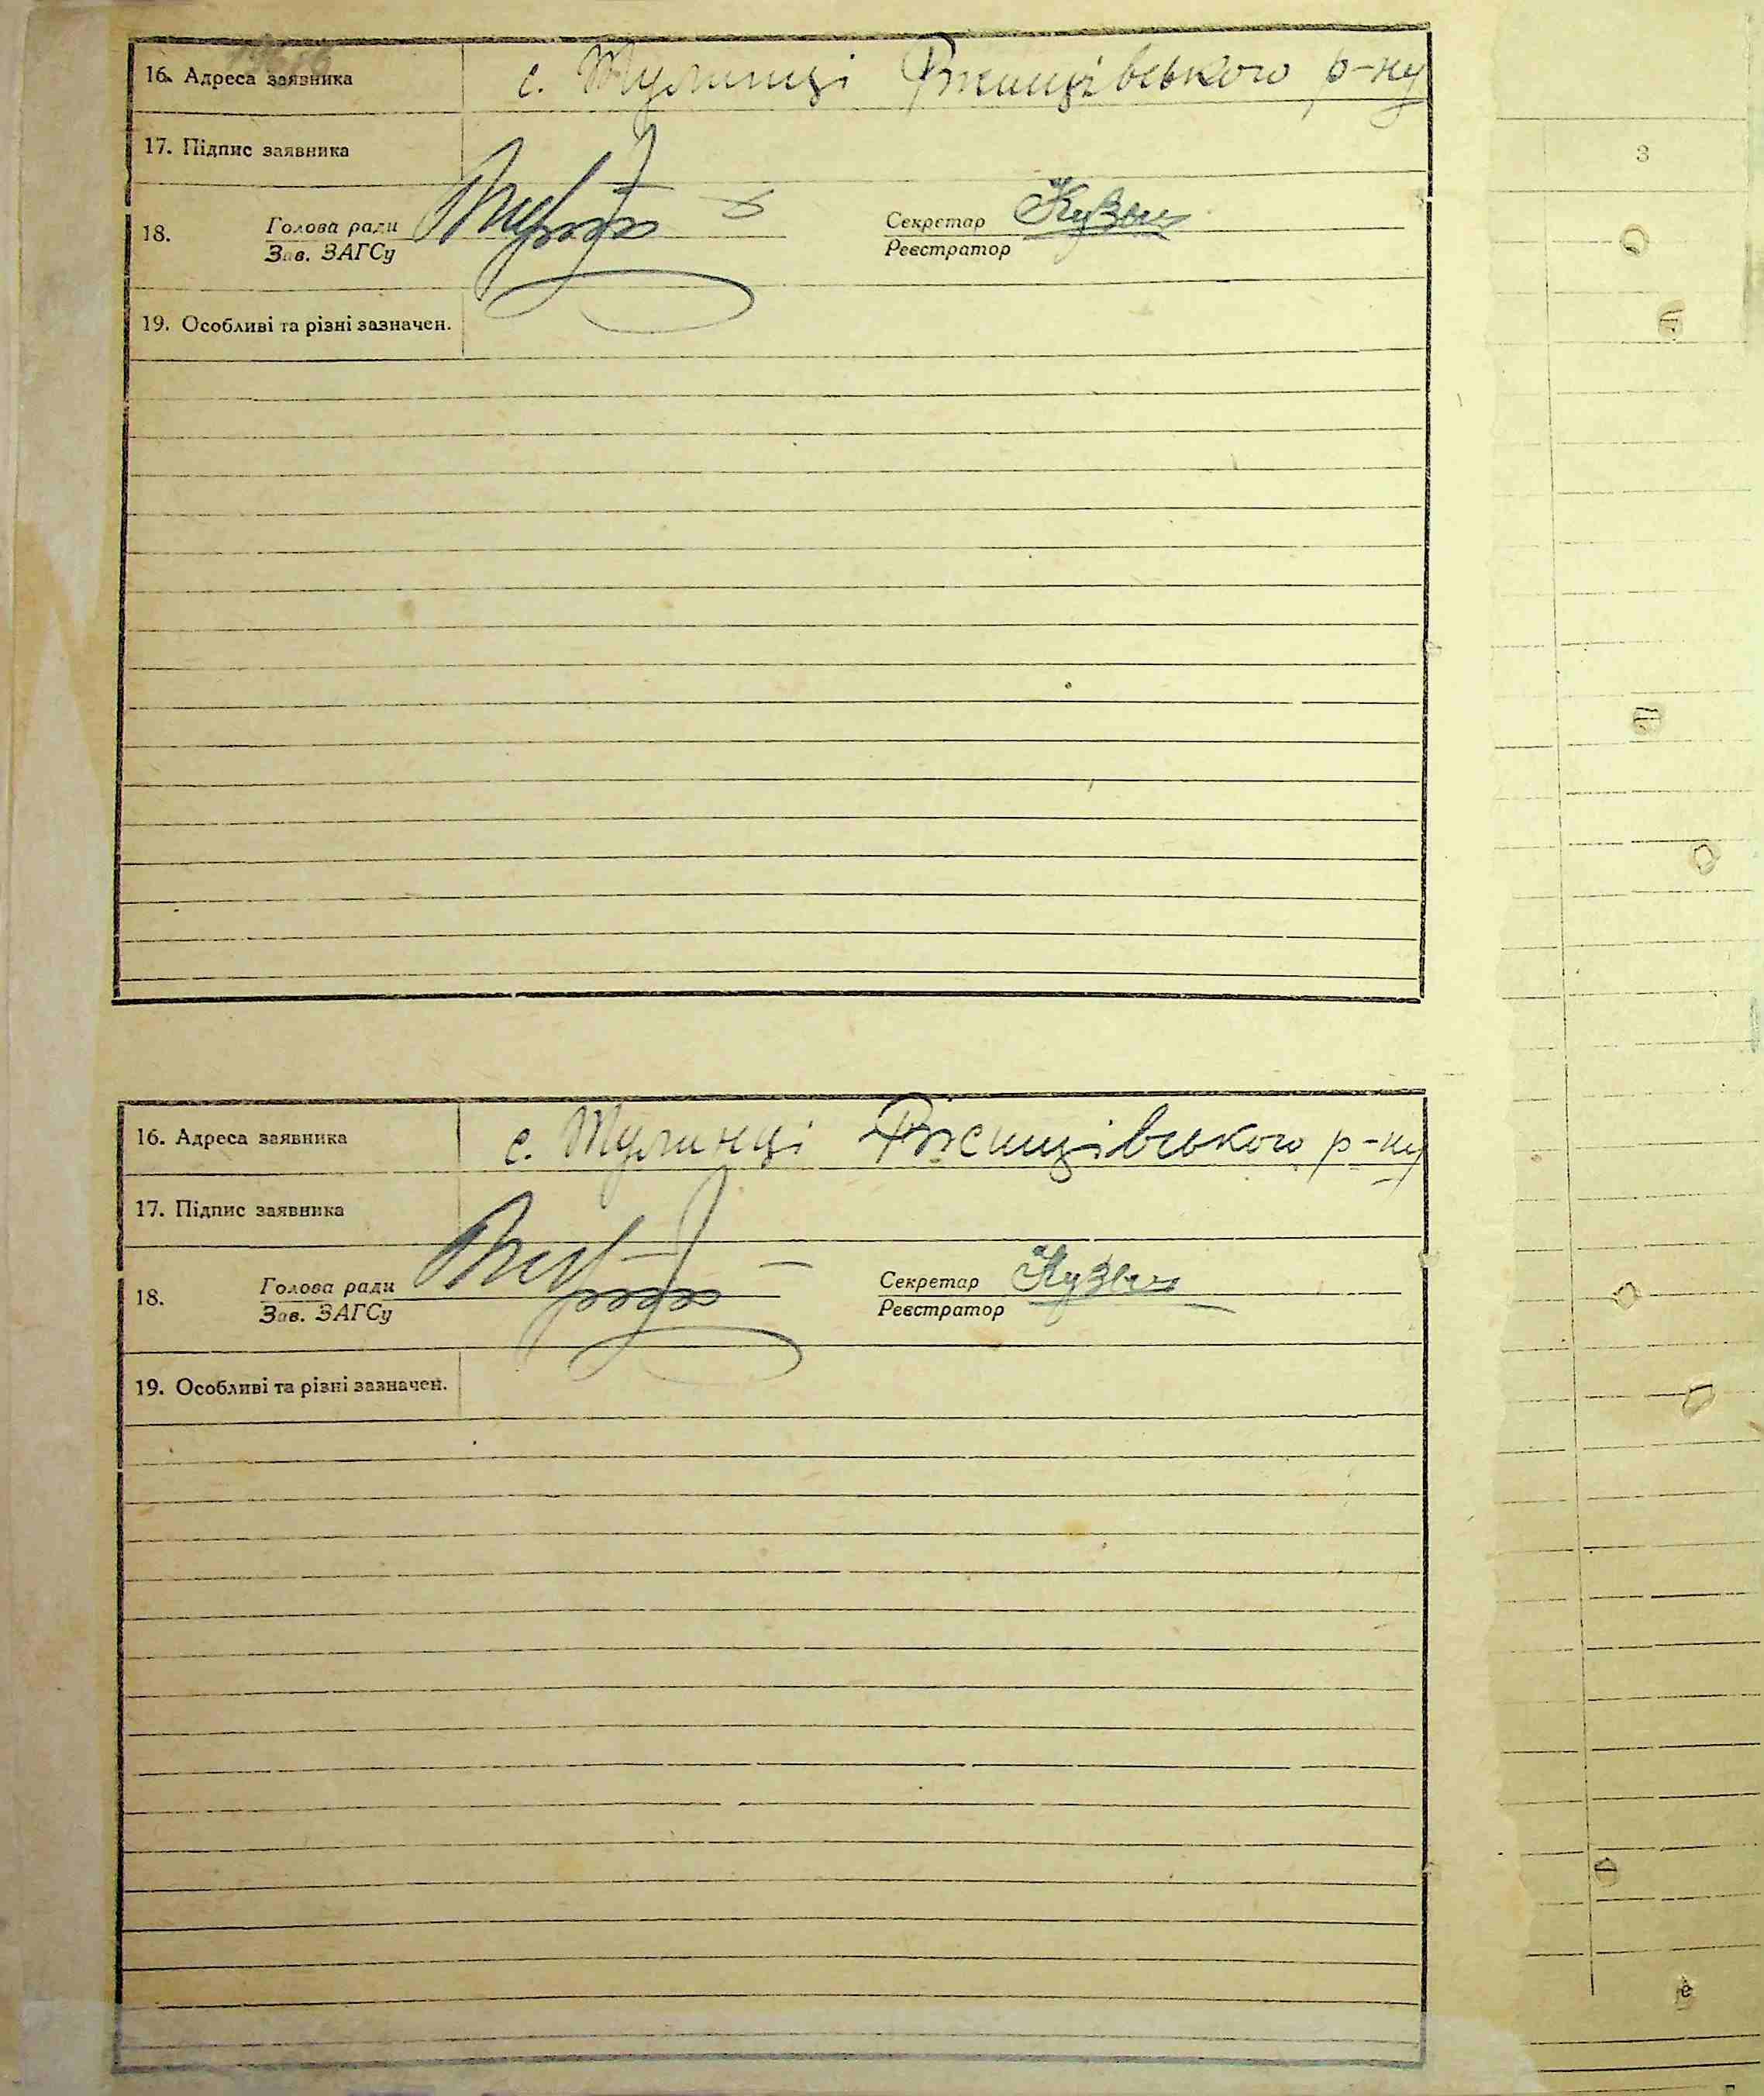 16. Адреса заявника с. Тулинці Ржищівського р-ну
17. Підпис заявника
18. Голова ради Секретар
Зав. ЗАГСу Реєстратор
19. Особливі та різні зазначен.
3
16. Адреса заявника с. Тулинці Ржищівського р-ну
17. Підпис заявника
18. Голова ради Секретар
Зав. ЗАГСу Реєстратор
19. Особливі та різні зазначен.